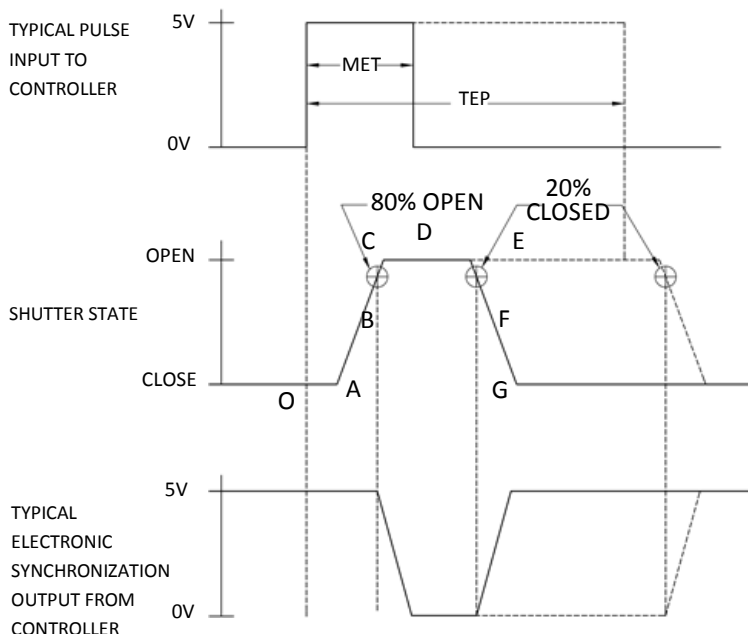 TYPICAL PULSE
INPUT TO
CONTROLLER
5V
0V
MET
TEP
80% OPEN
20%
CLOSED
C
D
E
OPEN
SHUTTER STATE
B
F
CLOSE
O
A
G
5V
TYPICAL
ELECTRONIC
SYNCHRONIZATION
OUTPUT FROM
CONTROLLER
0V